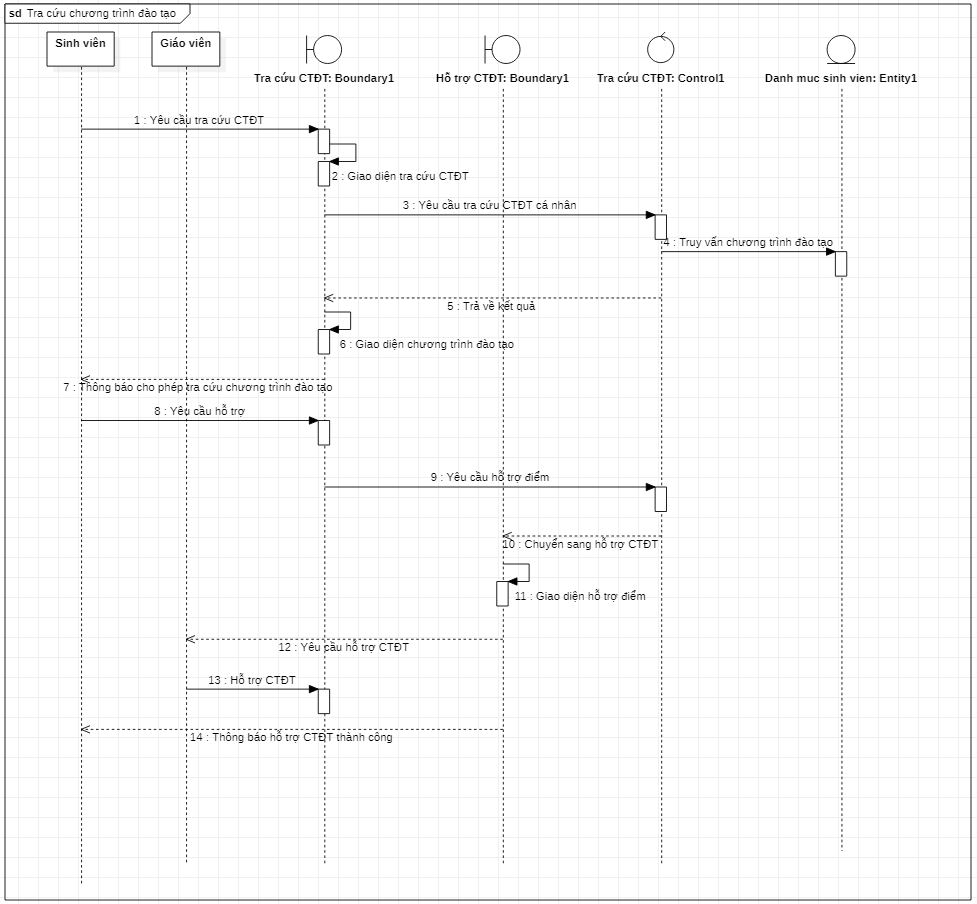 sd Tra cứu chương trình đào tạo
Sinh viên
Giáo viên
Tra cứu CTĐT: Boundary1
Hỗ trợ CTĐT: Boundary1
Tra cứu CTĐT: Control1
Danh muc sinh vien: Entity1
1 : Yêu cầu tra cứu CTĐT
2 : Giao diện tra cứu CTĐT
3 : Yêu cầu tra cứu CTĐT cá nhân
4 : Truy vấn chương trình đào tạo
5 : Trả về kết quả
6 : Giao diện chương trình đào tạo
7 : Thông báo cho phép tra cứu chương trình đào tạo
8 : Yêu cầu hỗ trợ
9 : Yêu cầu hỗ trợ điểm
10 : Chuyển sang hỗ trợ CTĐT
11 : Giao diện hỗ trợ điểm
12 : Yêu cầu hỗ trợ CTĐT
13 : Hỗ trợ CTĐT
14 : Thông báo hỗ trợ CTĐT thành công